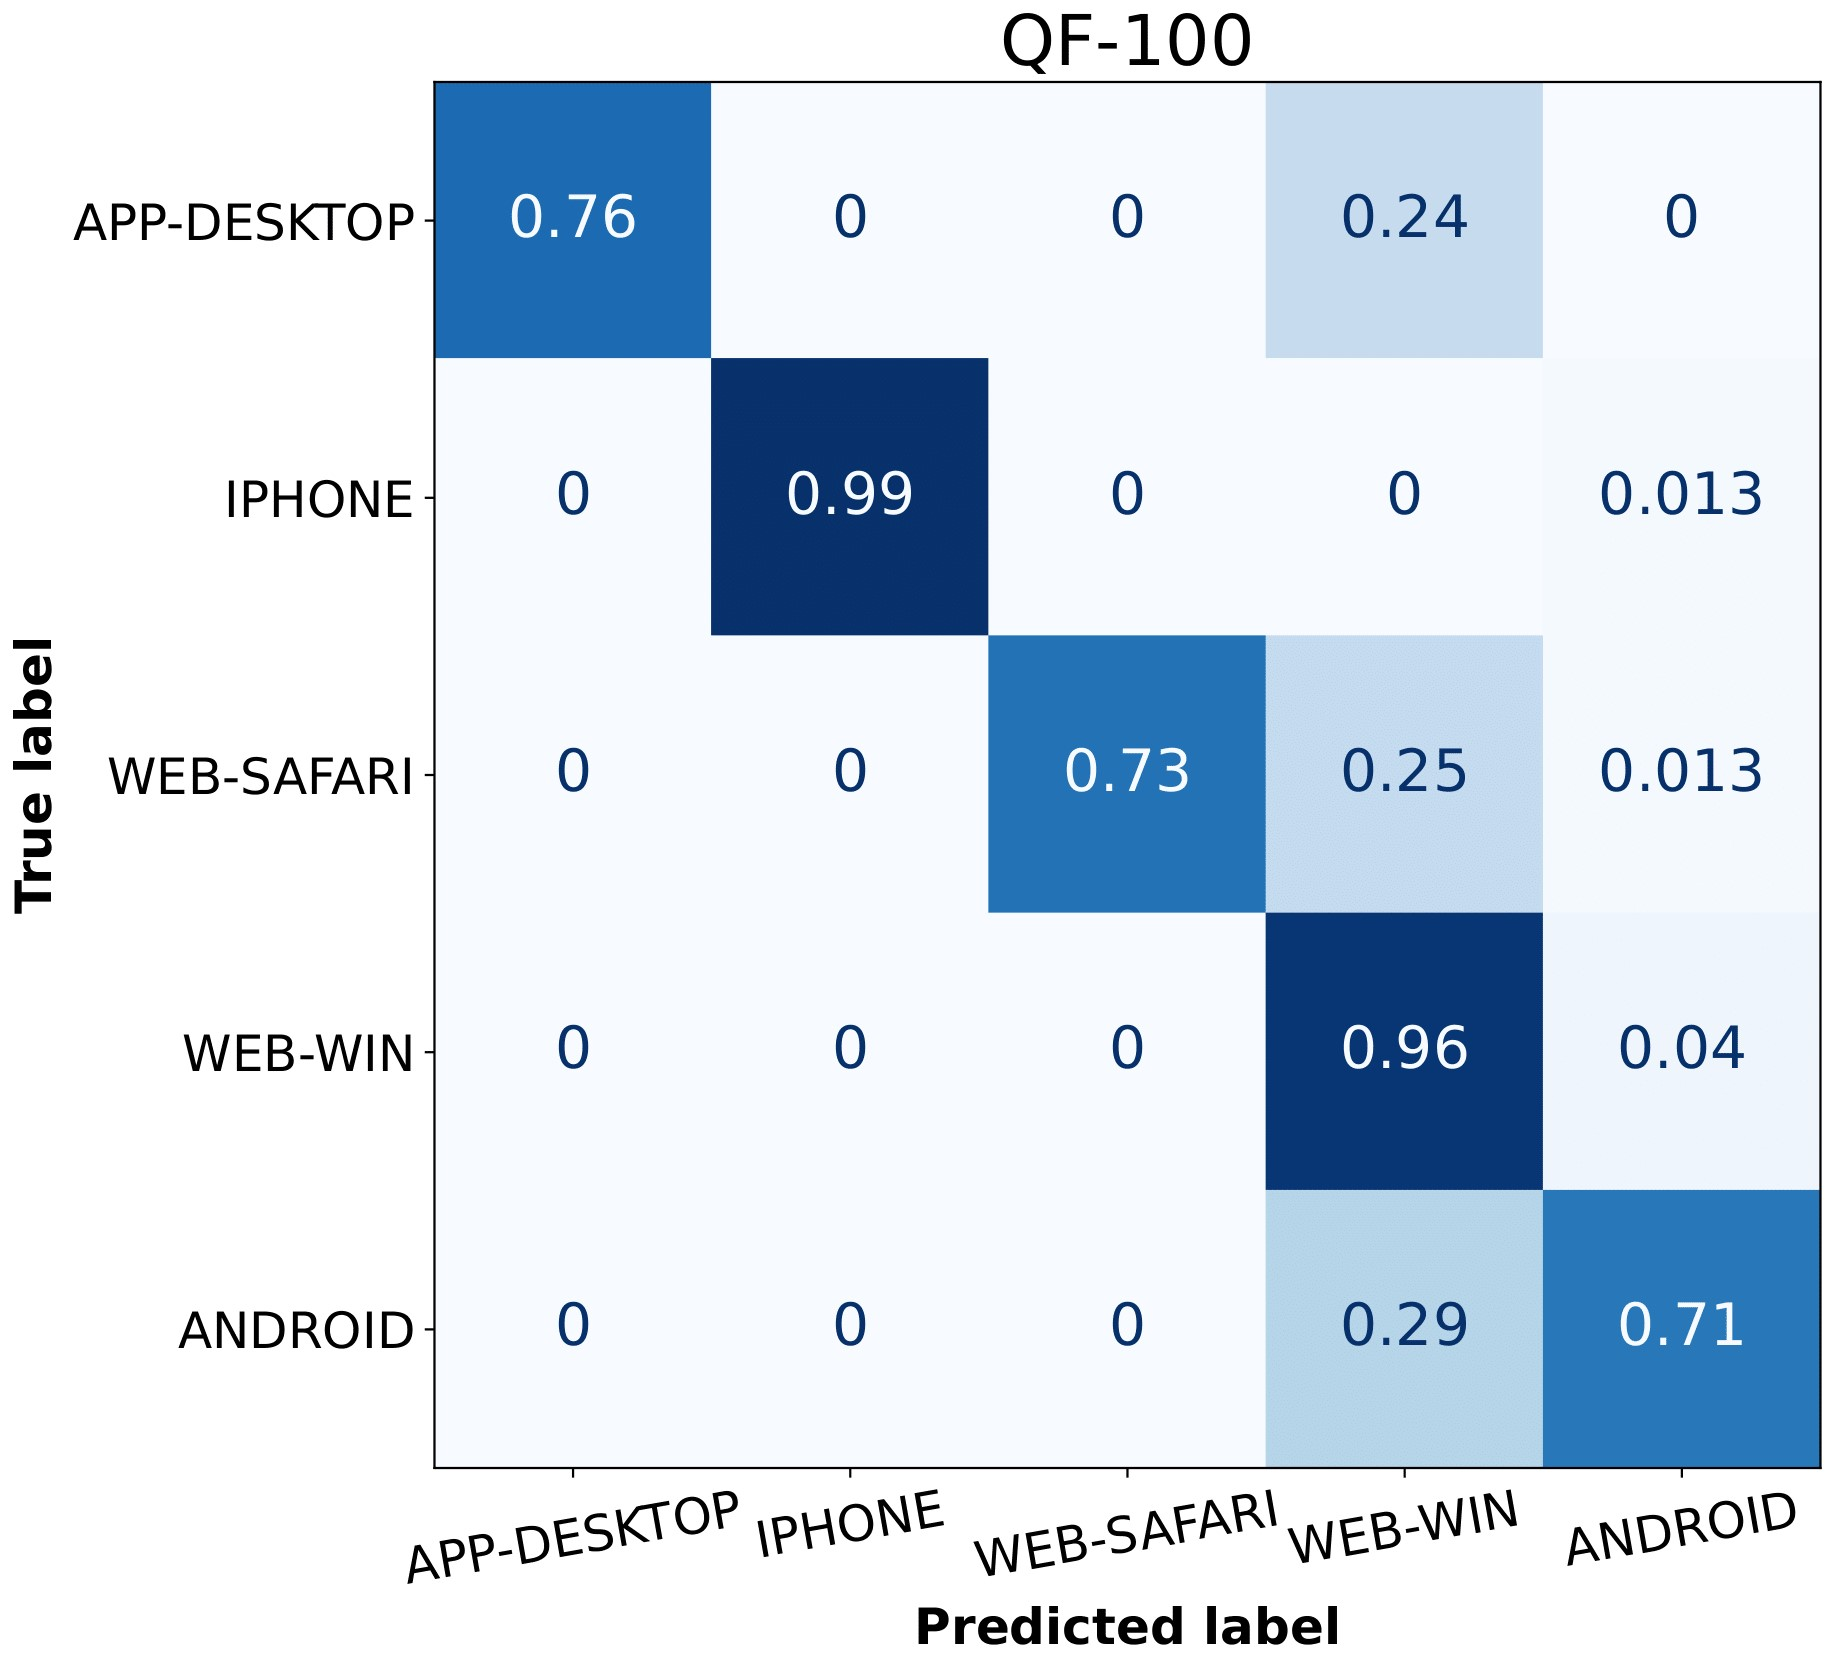 QF-100
APP-DESKTOP 0.76 0 0 0.24 0
IPHONE 0 0.99 0 0 0.013
WEB-SAFARI 0 0 0.73 0.25 0.013
WEB-WIN 0 0 0 0.96 0.04
ANDROID 0 0 0 0.29 0.71
True label
APP-DESKTOP IPHONE WEB-SAFARI WEB-WIN ANDROID
Predicted label